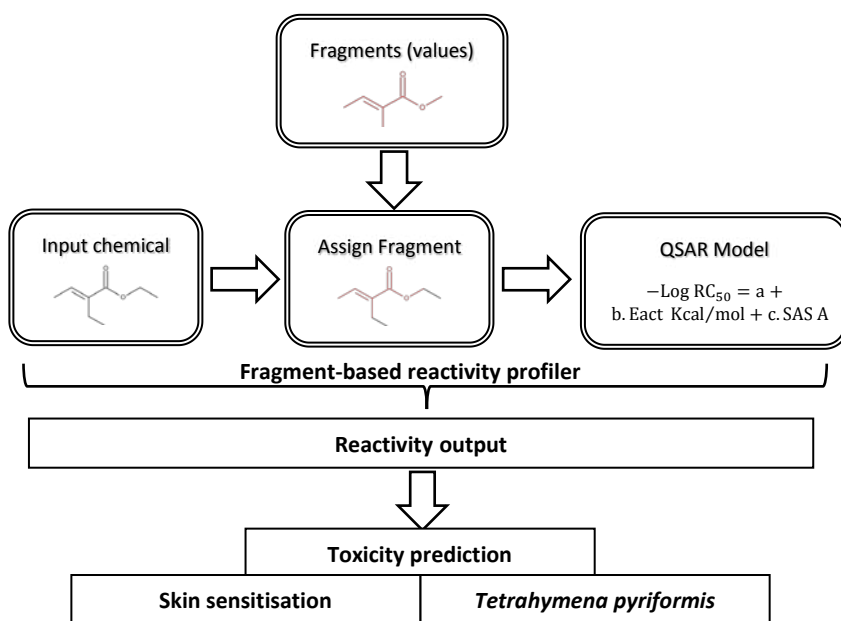 Fragments (values)
O
O
Input chemical
O
O
Assign Fragment
O
O
QSAR Model
−Log RC₅₀ = a +
b. Eact Kcal/mol + c. SAS A
Fragment-based reactivity profiler
Reactivity output
Toxicity prediction
Skin sensitisation
Tetrahymena pyriformis